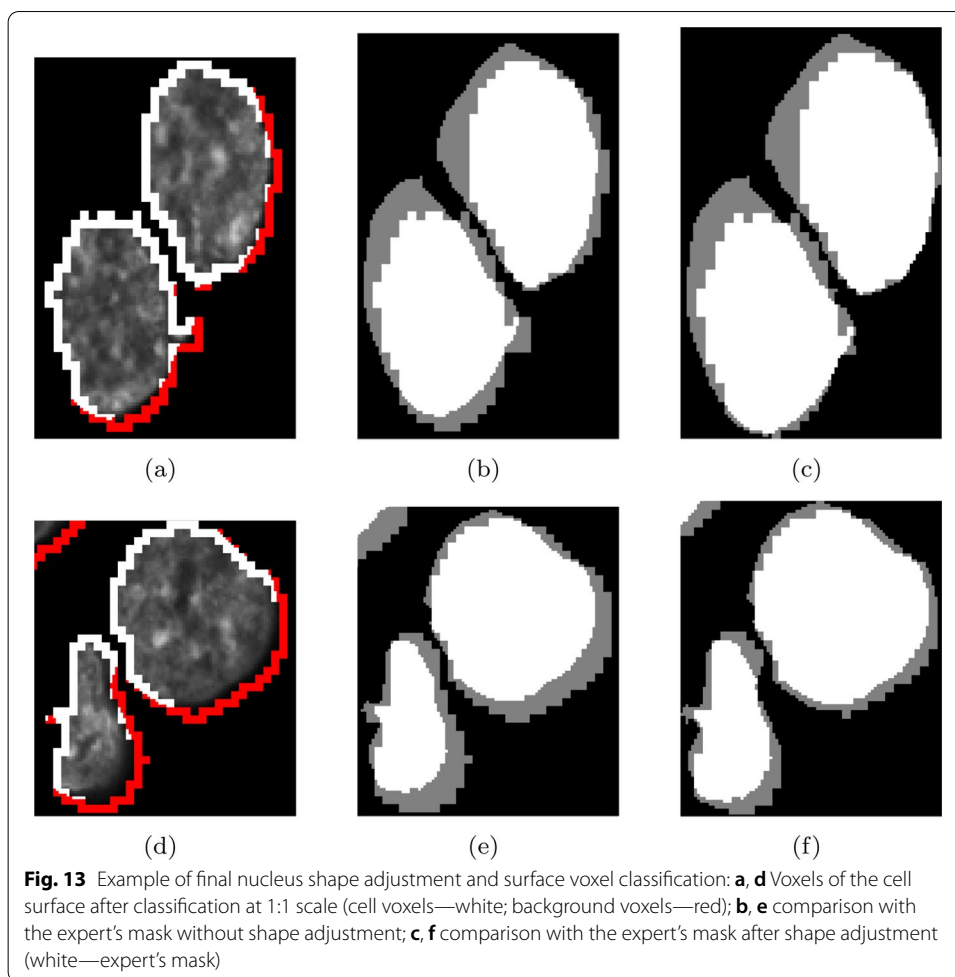 (a)
(b)
(c)
(d)
(e)
(f)
Fig. 13 Example of final nucleus shape adjustment and surface voxel classification: a, d Voxels of the cell
surface after classification at 1:1 scale (cell voxels—white; background voxels—red); b, e comparison with
the expert's mask without shape adjustment; c, f comparison with the expert's mask after shape adjustment
(white—expert's mask)